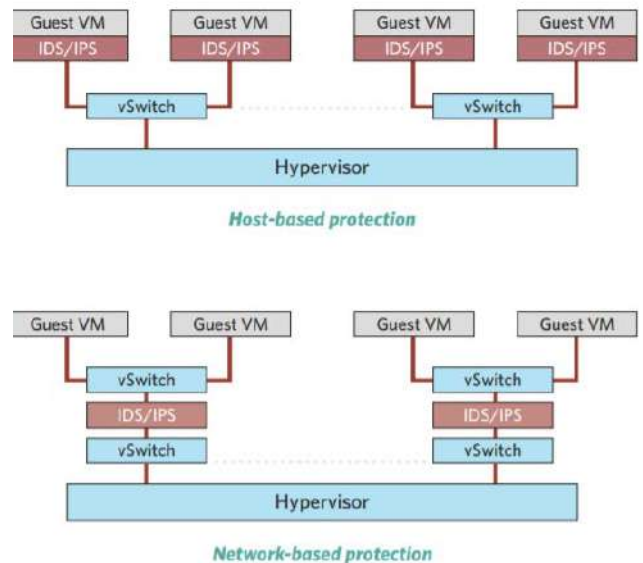 Guest VM Guest VM Guest VM Guest VM
IDS/IPS IDS/IPS IDS/IPS IDS/IPS
vSwitch vSwitch
Hypervisor
Host-based protection
Guest VM Guest VM Guest VM Guest VM
vSwitch vSwitch
IDS/IPS IDS/IPS
vSwitch vSwitch
Hypervisor
Network-based protection